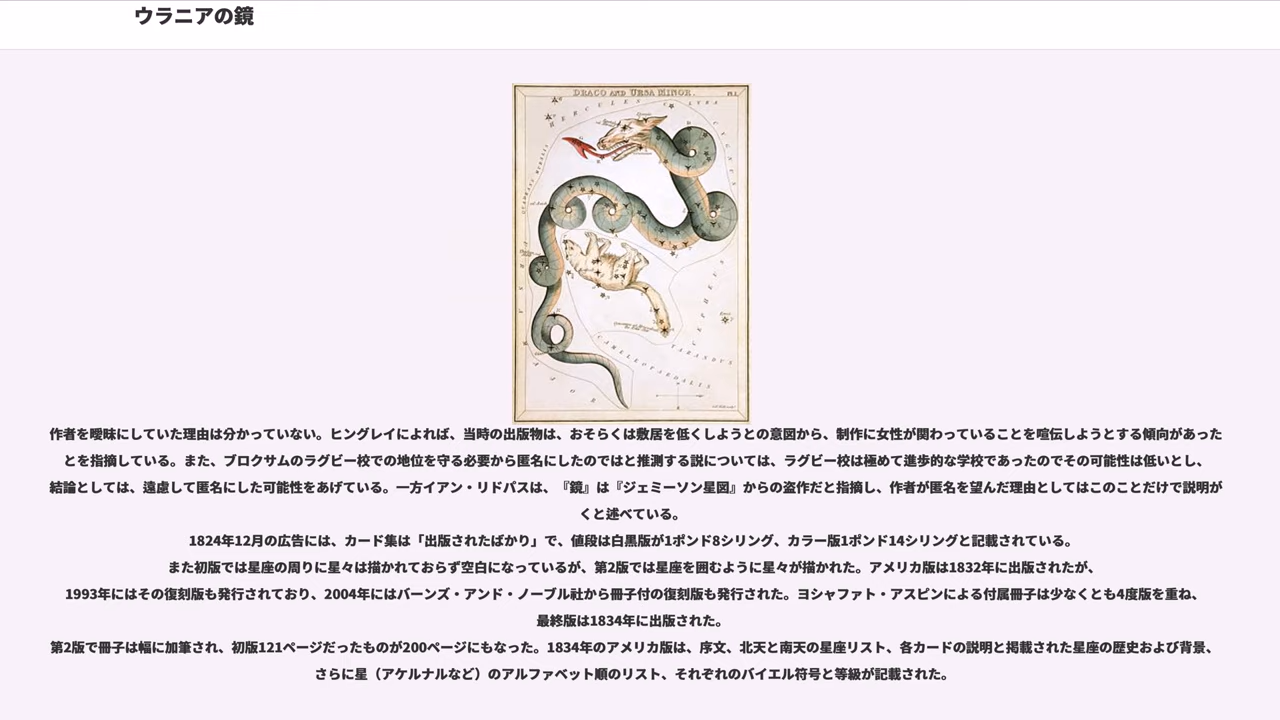 ウラニアの鏡
DRACO AND URSA MINOR.
作者を曖昧にしていた理由は分かっていない。ヒングレイによれば、当時の出版物は、おそらくは敷居を低くしようとの意図から、制作に女性が関わっていることを喧伝しようとする傾向があった
とを指摘している。また、ブロクサムのラグビー校での地位を守る必要から匿名にしたのではと推測する説については、ラグビー校は極めて進歩的な学校であったのでその可能性は低いとし、
結論としては、遠慮して匿名にした可能性をあげている。一方イアン・リドパスは、『鏡』は『ジェミーソン星図』からの盗作だと指摘し、作者が匿名を望んだ理由としてはこのことだけで説明が
くと述べている。
1824年12月の広告には、カード集は「出版されたばかり」で、値段は白黒版が1ポンド8シリング、カラー版1ポンド14シリングと記載されている。
また初版では星座の周りに星々は描かれておらず空白になっているが、第2版では星座を囲むように星々が描かれた。アメリカ版は1832年に出版されたが、
1993年にはその復刻版も発行されており、2004年にはバーンズ・アンド・ノーブル社から冊子付の復刻版も発行された。ヨシャファト・アスピンによる付属冊子は少なくとも4度版を重ね、
最終版は1834年に出版された。
第2版で冊子は幅に加筆され、初版121ページだったものが200ページにもなった。1834年のアメリカ版は、序文、北天と南天の星座リスト、各カードの説明と掲載された星座の歴史および背景、
さらに星（アケルナルなど）のアルファベット順のリスト、それぞれのバイエル符号と等級が記載された。